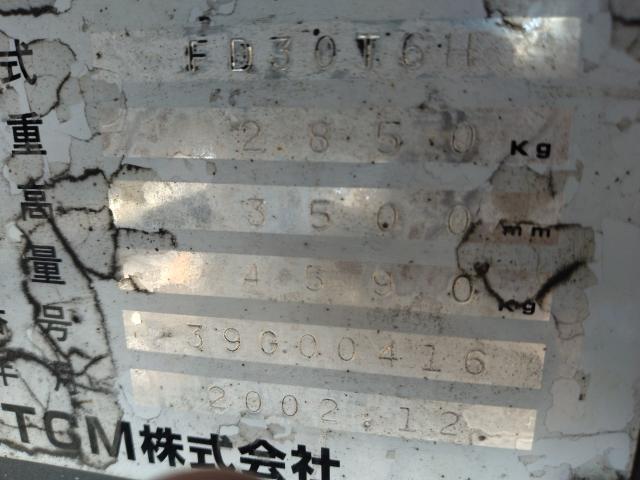 式 FD30T6H
重 2850 Kg
高 3500 mm
量 4590 Kg
号 39G00416
年 月 2002.12
TCM株式会社